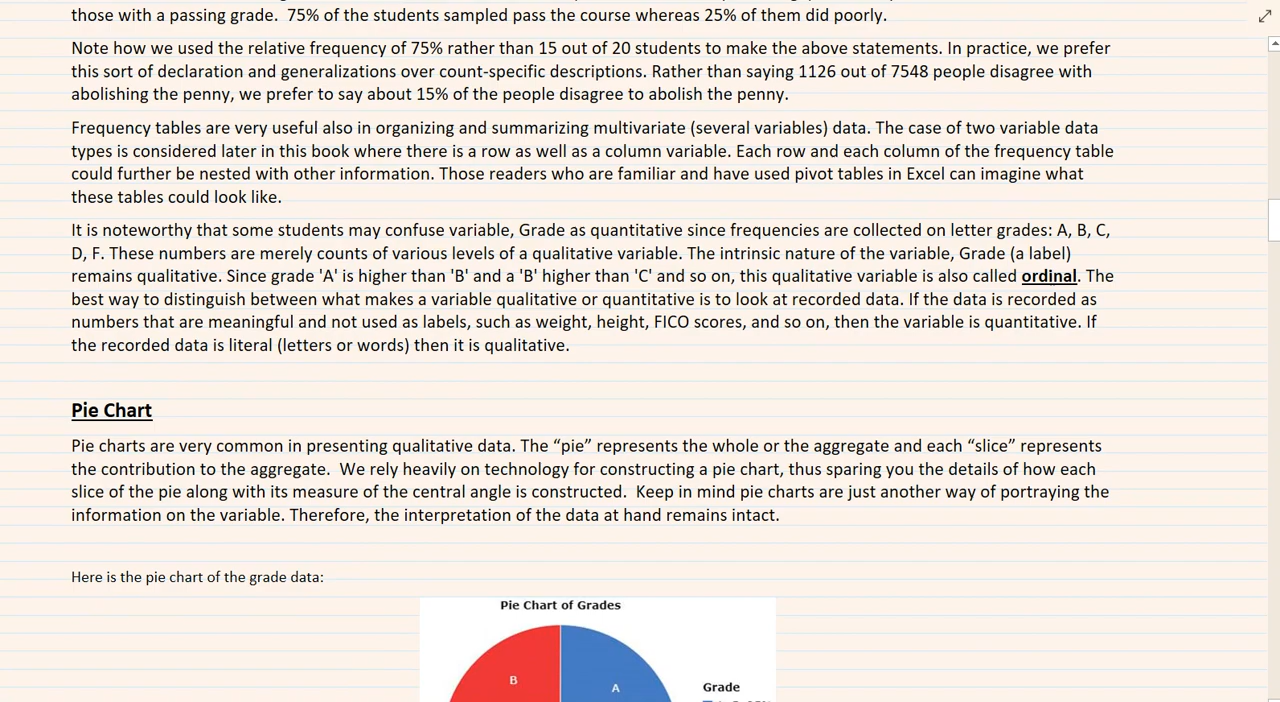 those with a passing grade.  75% of the students sampled pass the course whereas 25% of them did poorly.
Note how we used the relative frequency of 75% rather than 15 out of 20 students to make the above statements. In practice, we prefer
this sort of declaration and generalizations over count-specific descriptions. Rather than saying 1126 out of 7548 people disagree with
abolishing the penny, we prefer to say about 15% of the people disagree to abolish the penny.
Frequency tables are very useful also in organizing and summarizing multivariate (several variables) data. The case of two variable data
types is considered later in this book where there is a row as well as a column variable. Each row and each column of the frequency table
could further be nested with other information. Those readers who are familiar and have used pivot tables in Excel can imagine what
these tables could look like.
It is noteworthy that some students may confuse variable, Grade as quantitative since frequencies are collected on letter grades: A, B, C,
D, F. These numbers are merely counts of various levels of a qualitative variable. The intrinsic nature of the variable, Grade (a label)
remains qualitative. Since grade 'A' is higher than 'B' and a 'B' higher than 'C' and so on, this qualitative variable is also called ordinal. The
best way to distinguish between what makes a variable qualitative or quantitative is to look at recorded data. If the data is recorded as
numbers that are meaningful and not used as labels, such as weight, height, FICO scores, and so on, then the variable is quantitative. If
the recorded data is literal (letters or words) then it is qualitative.
Pie Chart
Pie charts are very common in presenting qualitative data. The “pie” represents the whole or the aggregate and each “slice” represents
the contribution to the aggregate.  We rely heavily on technology for constructing a pie chart, thus sparing you the details of how each
slice of the pie along with its measure of the central angle is constructed.  Keep in mind pie charts are just another way of portraying the
information on the variable. Therefore, the interpretation of the data at hand remains intact.
Here is the pie chart of the grade data:
Pie Chart of Grades
B
A
Grade